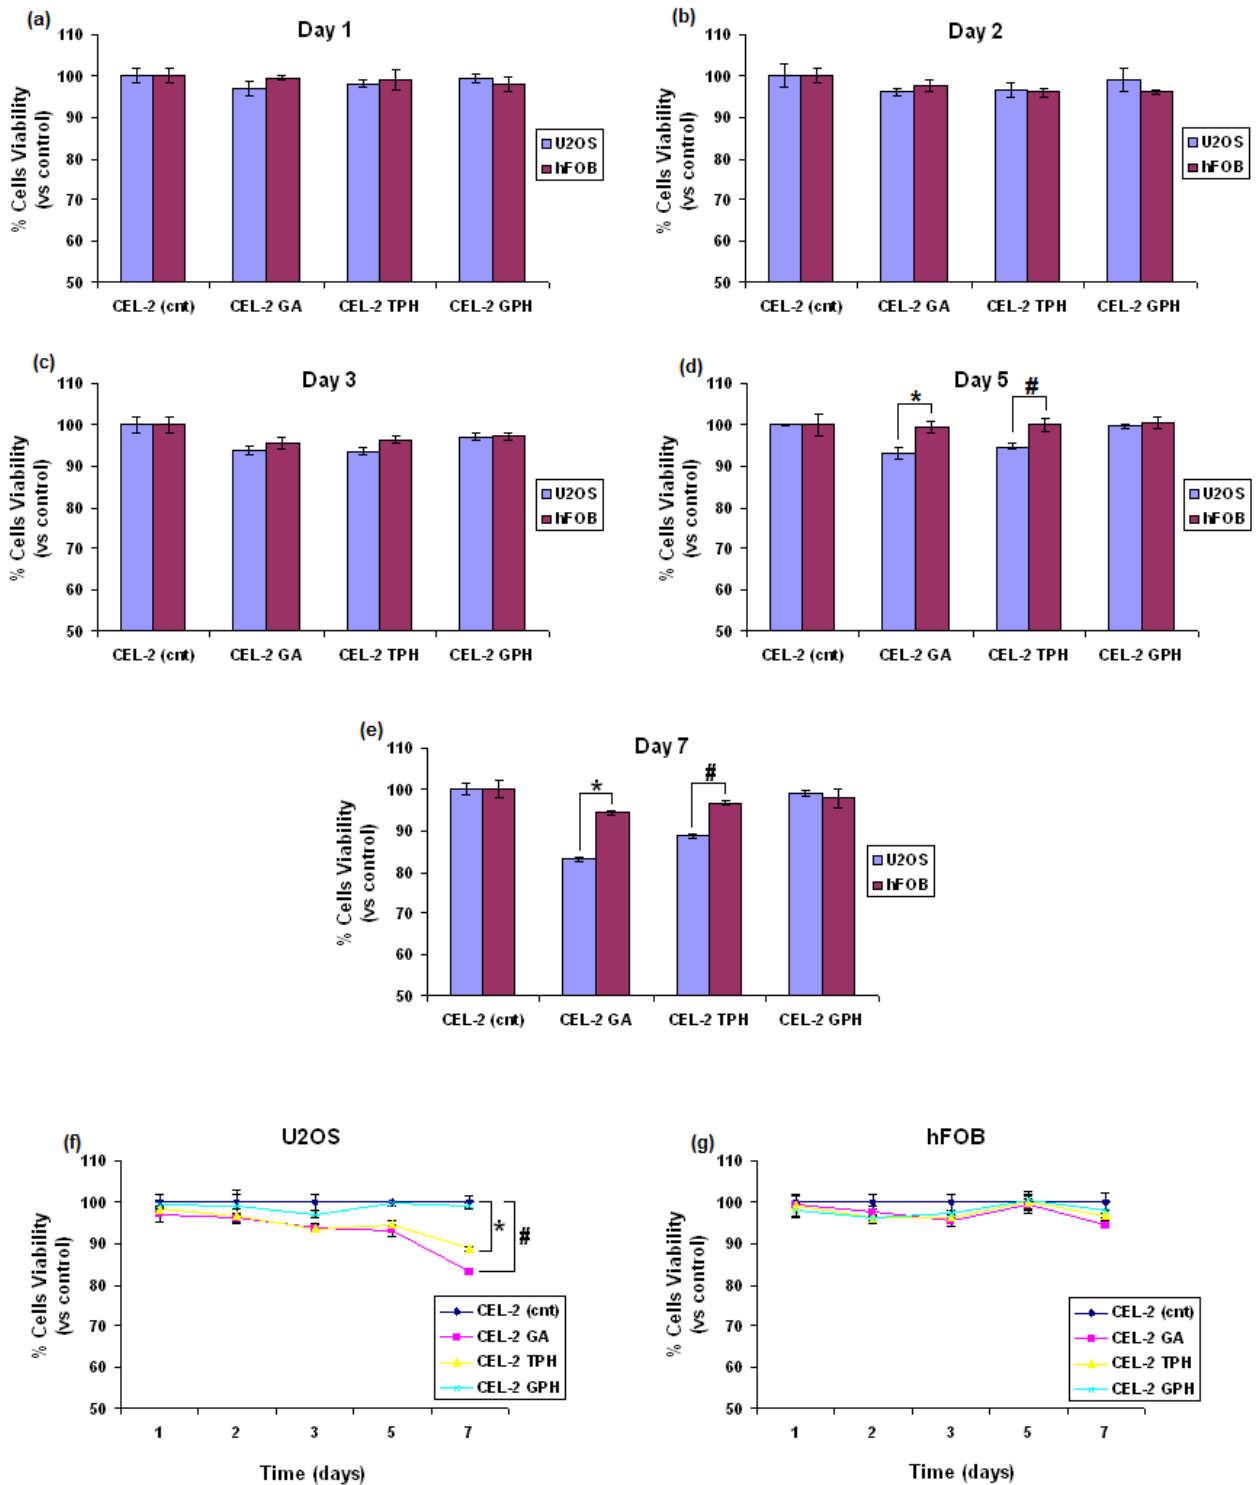 (a)
Day 1
110
100
90
80
70
60
50
% Cells Viability
(vs control)
U2OS
hFOB
CEL-2 (cnt) CEL-2 GA CEL-2 TPH CEL-2 GPH
(b)
Day 2
110
100
90
80
70
60
50
% Cells Viability
(vs control)
U2OS
hFOB
CEL-2 (cnt) CEL-2 GA CEL-2 TPH CEL-2 GPH
(c)
Day 3
110
100
90
80
70
60
50
% Cells Viability
(vs control)
U2OS
hFOB
CEL-2 (cnt) CEL-2 GA CEL-2 TPH CEL-2 GPH
(d)
Day 5
110
100
90
80
70
60
50
% Cells Viability
(vs control)
* #
U2OS
hFOB
CEL-2 (cnt) CEL-2 GA CEL-2 TPH CEL-2 GPH
(e)
Day 7
110
100
90
80
70
60
50
% Cells Viability
(vs control)
* #
U2OS
hFOB
CEL-2 (cnt) CEL-2 GA CEL-2 TPH CEL-2 GPH
(f)
U2OS
110
100
90
80
70
60
50
% Cells Viability
(vs control)
* #
CEL-2 (cnt)
CEL-2 GA
CEL-2 TPH
CEL-2 GPH
1 2 3 5 7
Time (days)
(g)
hFOB
110
100
90
80
70
60
50
% Cells Viability
(vs control)
CEL-2 (cnt)
CEL-2 GA
CEL-2 TPH
CEL-2 GPH
1 2 3 5 7
Time (days)